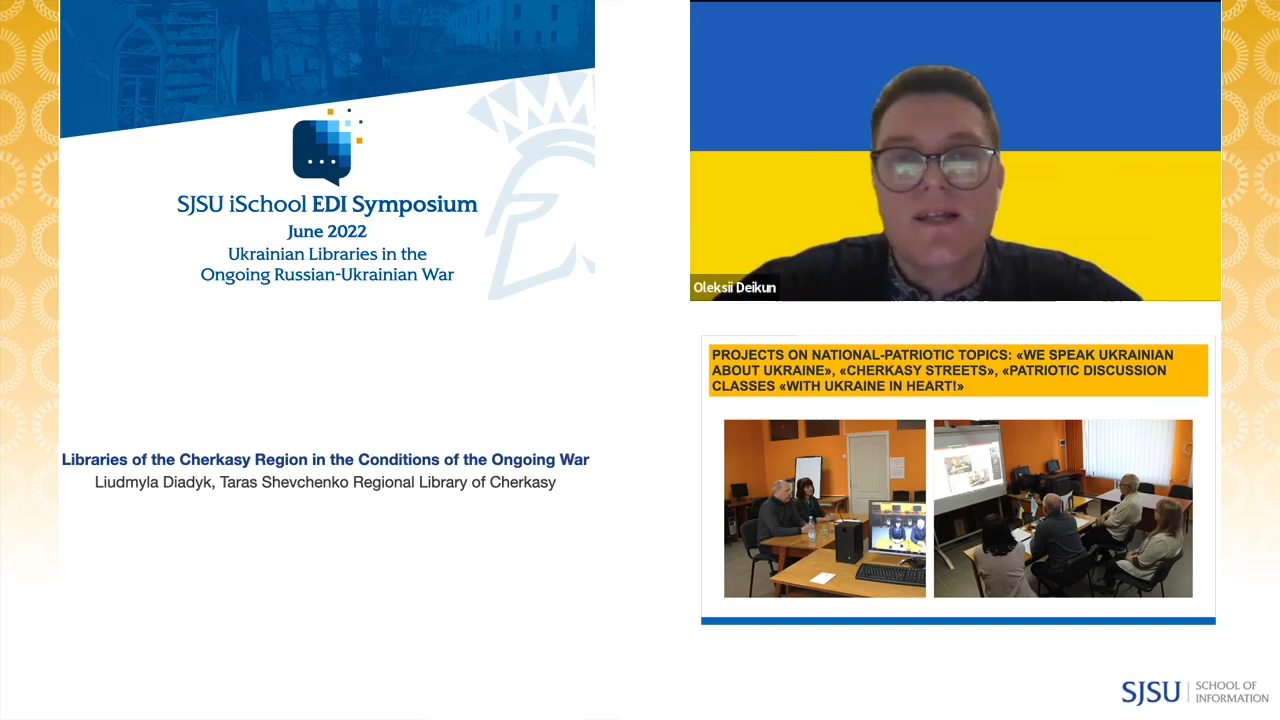 SJSU iSchool EDI Symposium
June 2022
Ukrainian Libraries in the
Ongoing Russian-Ukrainian War
Libraries of the Cherkasy Region in the Conditions of the Ongoing War
Liudmyla Diadyk, Taras Shevchenko Regional Library of Cherkasy
Oleksii Deikun
PROJECTS ON NATIONAL-PATRIOTIC TOPICS: «WE SPEAK UKRAINIAN
ABOUT UKRAINE», «CHERKASY STREETS», «PATRIOTIC DISCUSSION
CLASSES «WITH UKRAINE IN HEART!»
SJSU SCHOOL OF
INFORMATION